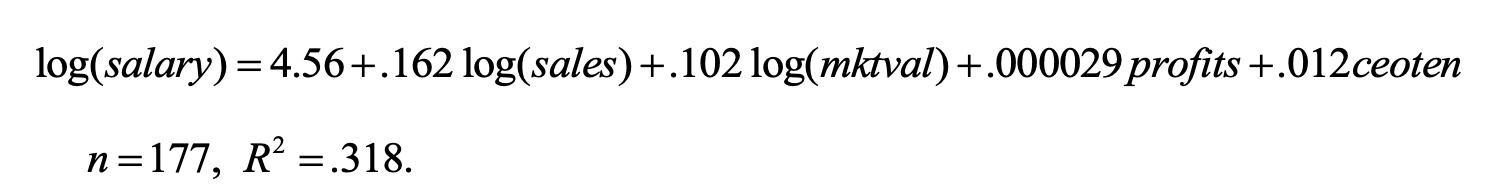 log(salary) = 4.56 + .162 log(sales) + .102 log(mktval) + .000029 profits + .012ceoten
n = 177, R² = .318.